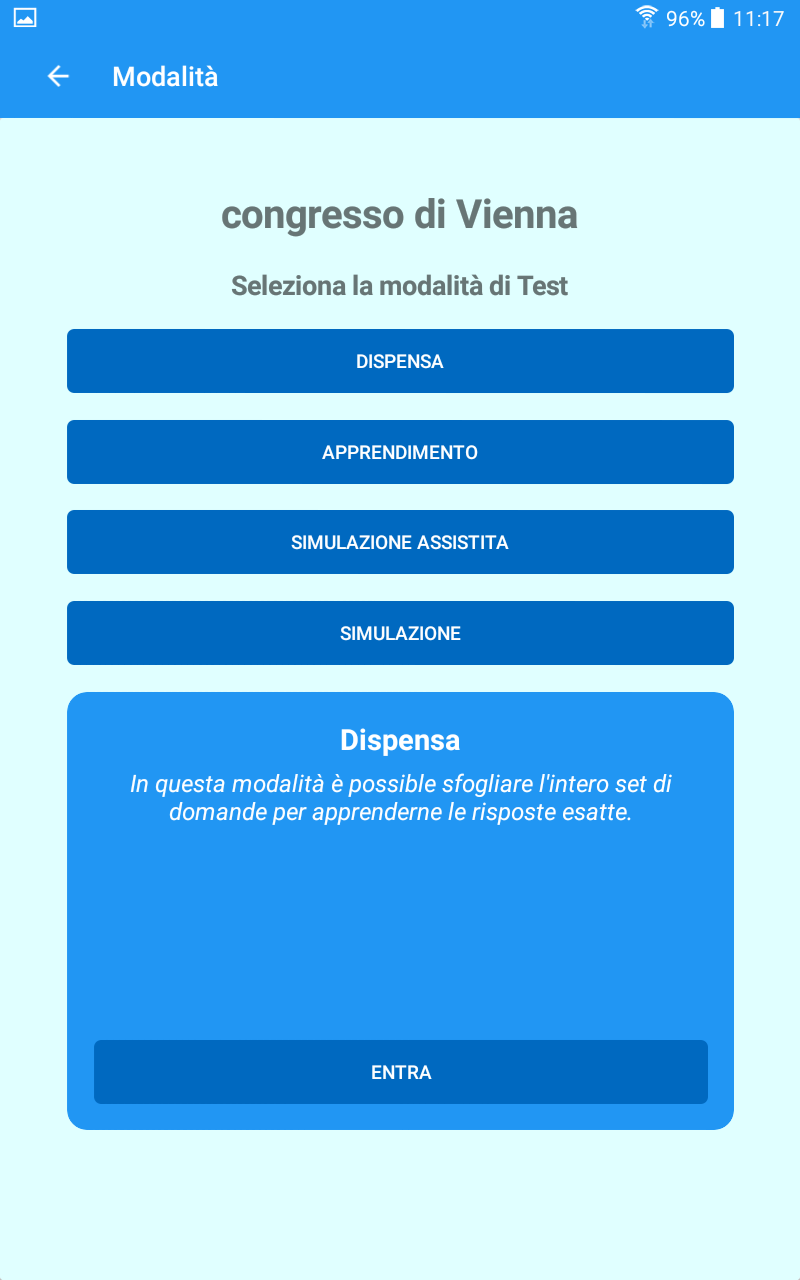 96% 11:17
Modalità
congresso di Vienna
Seleziona la modalità di Test
DISPENSA
APPRENDIMENTO
SIMULAZIONE ASSISTITA
SIMULAZIONE
Dispensa
In questa modalità è possibile sfogliare l'intero set di
domande per apprenderne le risposte esatte.
ENTRA